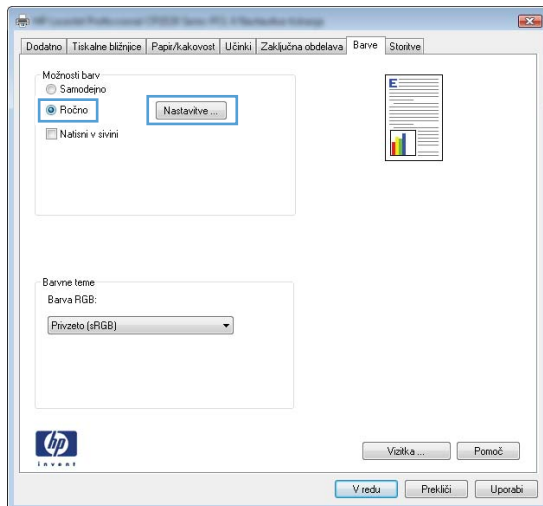 Dodatno Tiskalne bližnjice Papir/kakovost Učinki Zaključna obdelava Barve Storitve
Možnosti barv
Samodejno
Ročno Nastavitve ...
Natisni v sivini
E
Barvne teme
Barva RGB:
Privzeto (sRGB)
hp
invent
Vizitka ... Pomoč
V redu Prekliči Uporabi